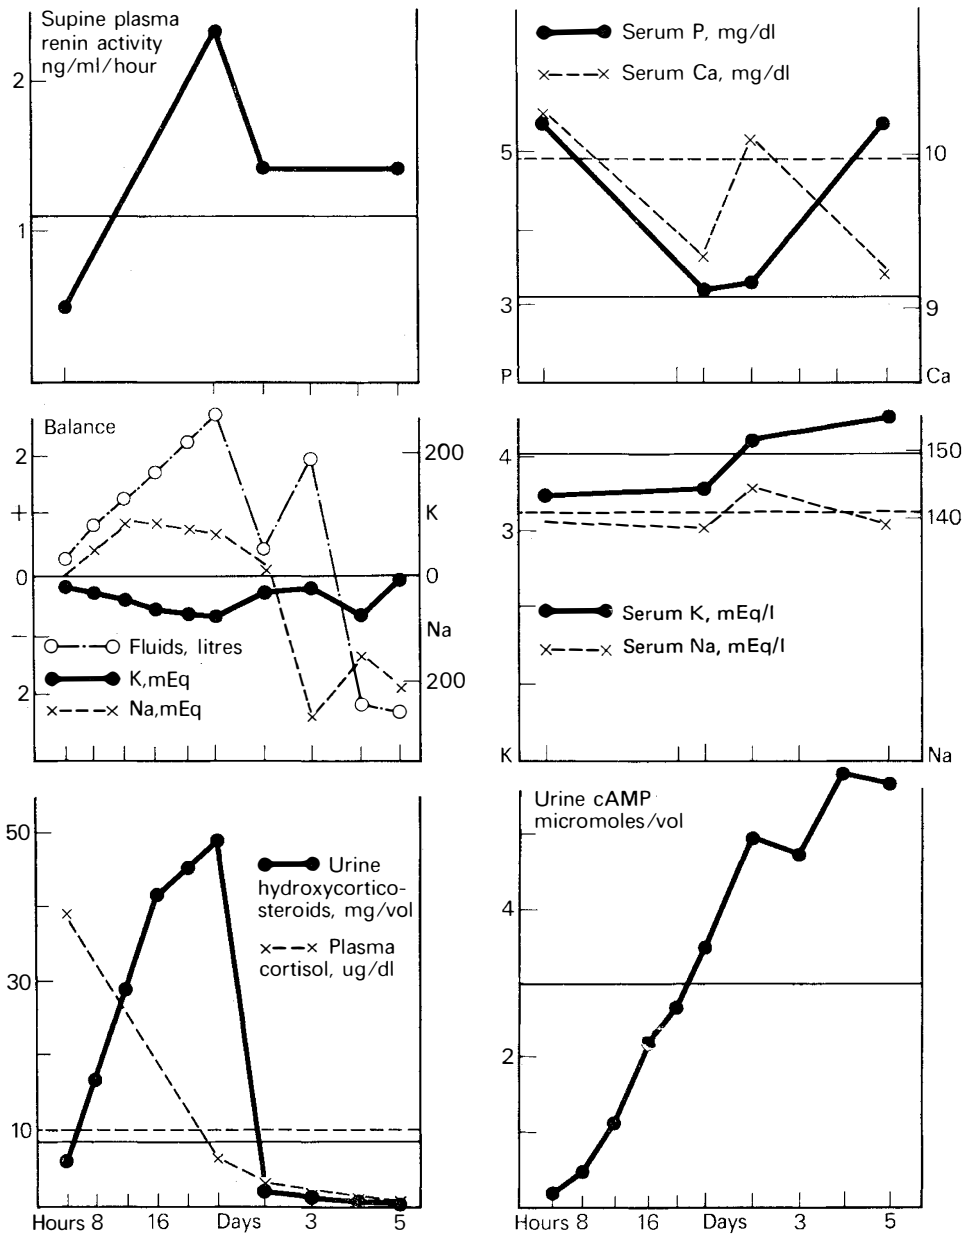 Supine plasma
renin activity
ng/ml/hour
2
1
Serum P, mg/dl
Serum Ca, mg/dl
5
3
P
10
9
Ca
Balance
2
1
0
1
2
200
K
0
Na
200
Fluids, litres
K,mEq
Na,mEq
4
3
K
150
140
Na
Serum K, mEq/l
Serum Na, mEq/l
50
30
10
Urine
hydroxycortico-
steroids, mg/vol
Plasma
cortisol, ug/dl
Hours 8 16 Days 3 5
Urine cAMP
micromoles/vol
4
2
Hours 8 16 Days 3 5